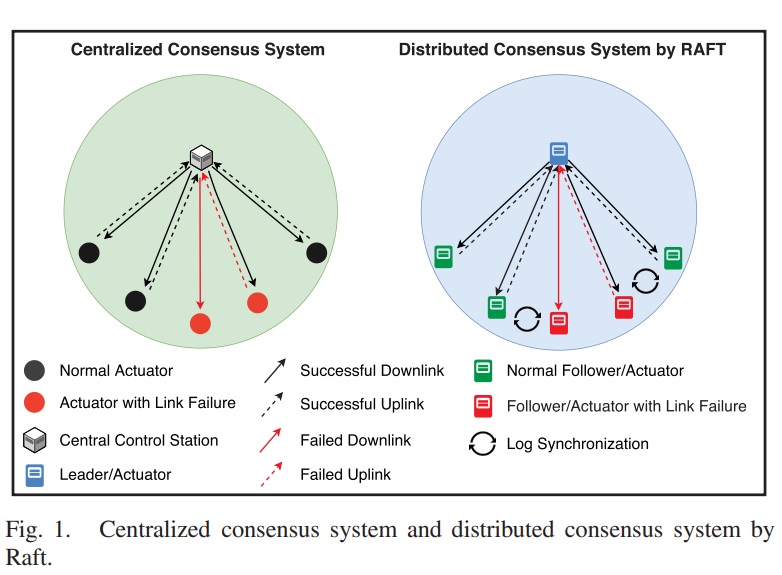 Centralized Consensus System
Distributed Consensus System by RAFT
Normal Actuator
Actuator with Link Failure
Central Control Station
Leader/Actuator
Successful Downlink
Successful Uplink
Failed Downlink
Failed Uplink
Normal Follower/Actuator
Follower/Actuator with Link Failure
Log Synchronization
Fig. 1. Centralized consensus system and distributed consensus system by
Raft.